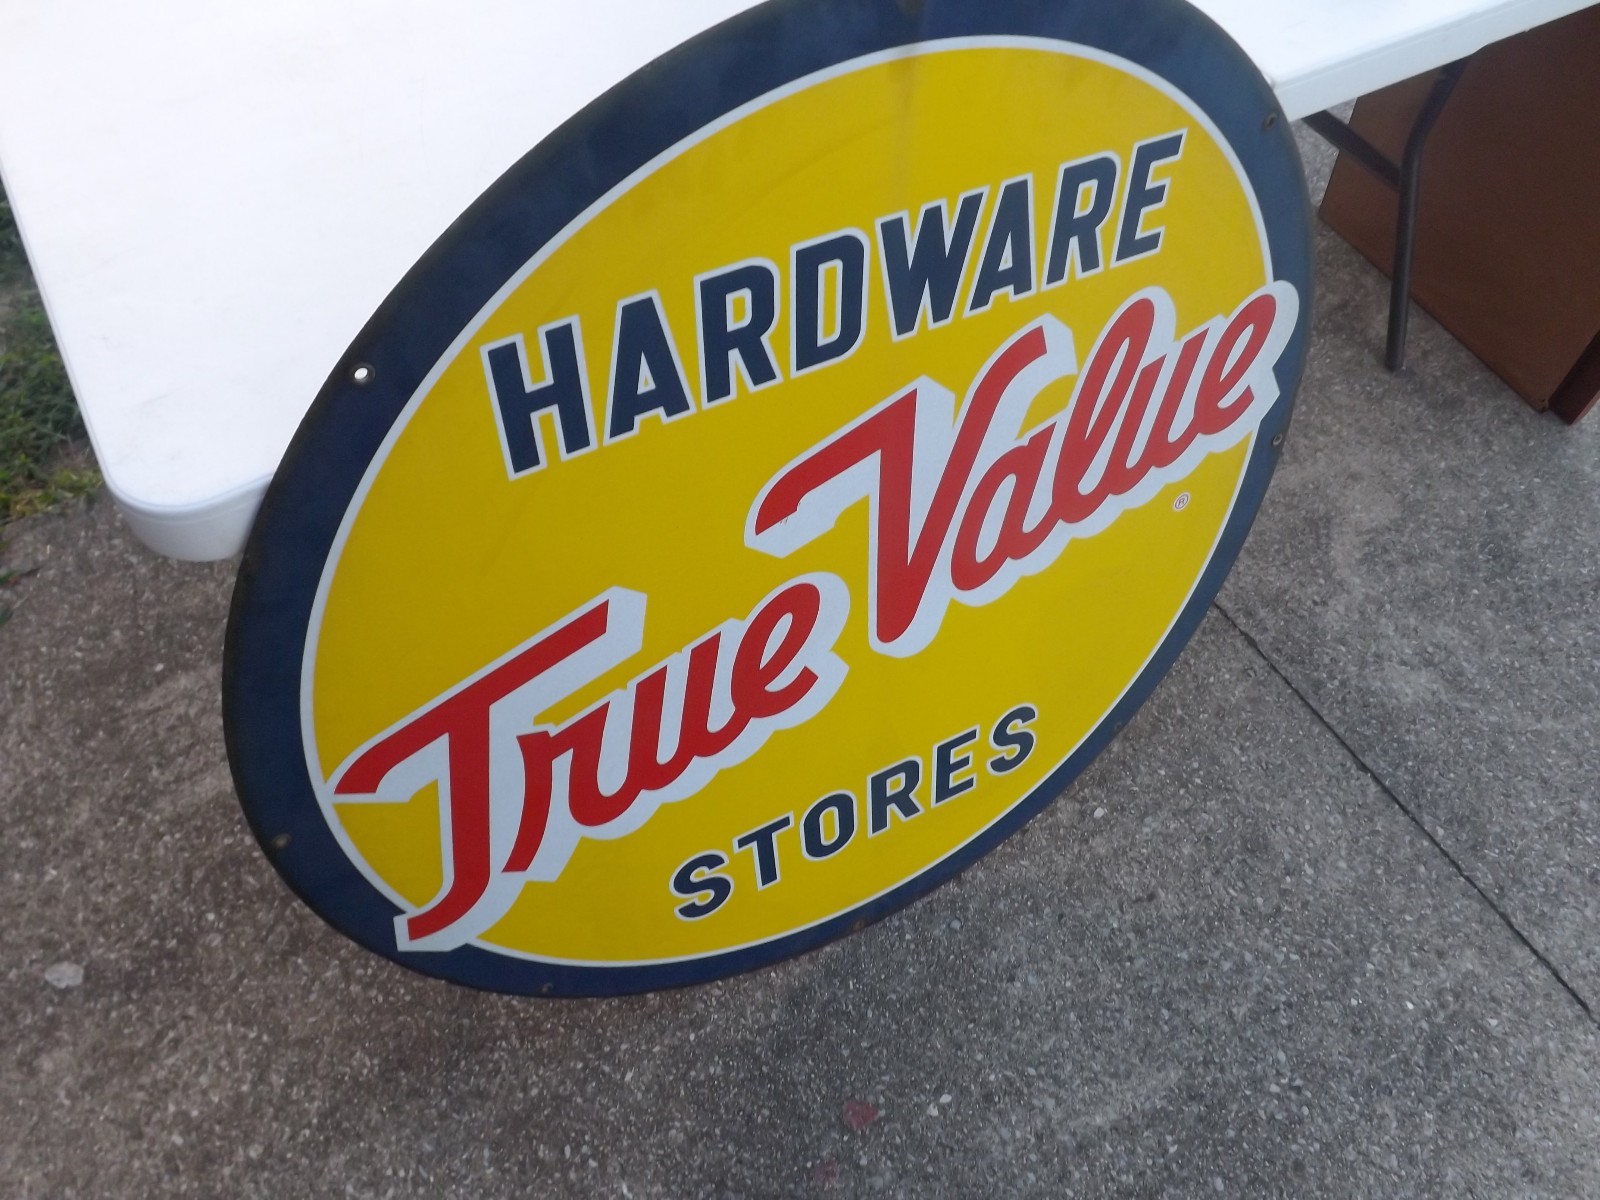 HARDWARE
True Value
®
STORES